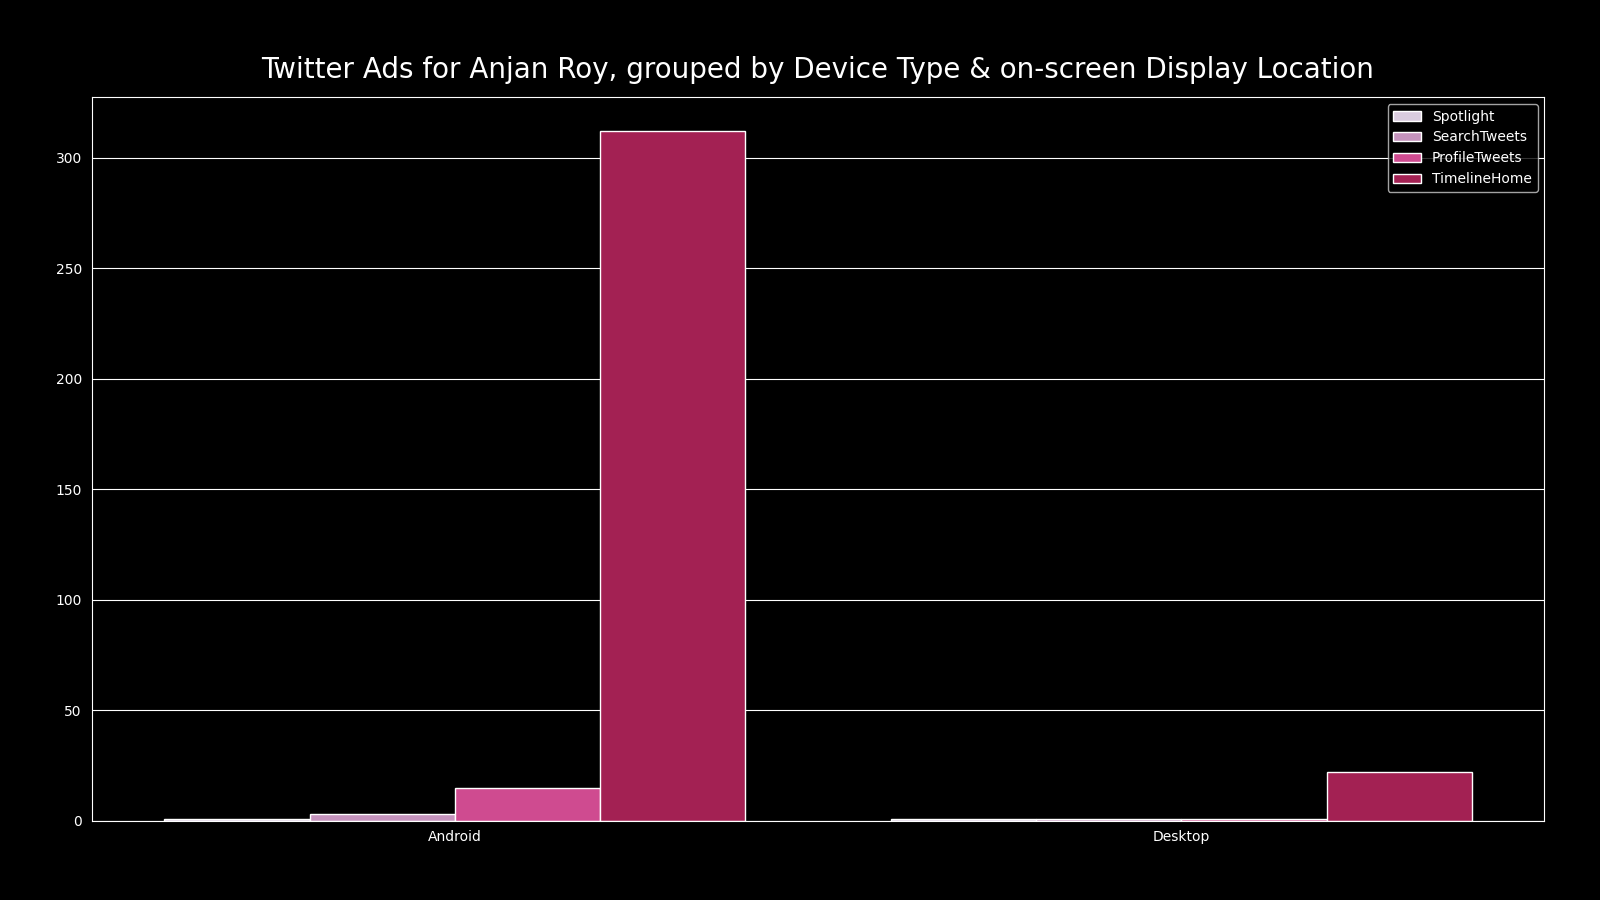 Twitter Ads for Anjan Roy, grouped by Device Type & on-screen Display Location
Spotlight
SearchTweets
ProfileTweets
TimelineHome
300
250
200
150
100
50
0
Android
Desktop